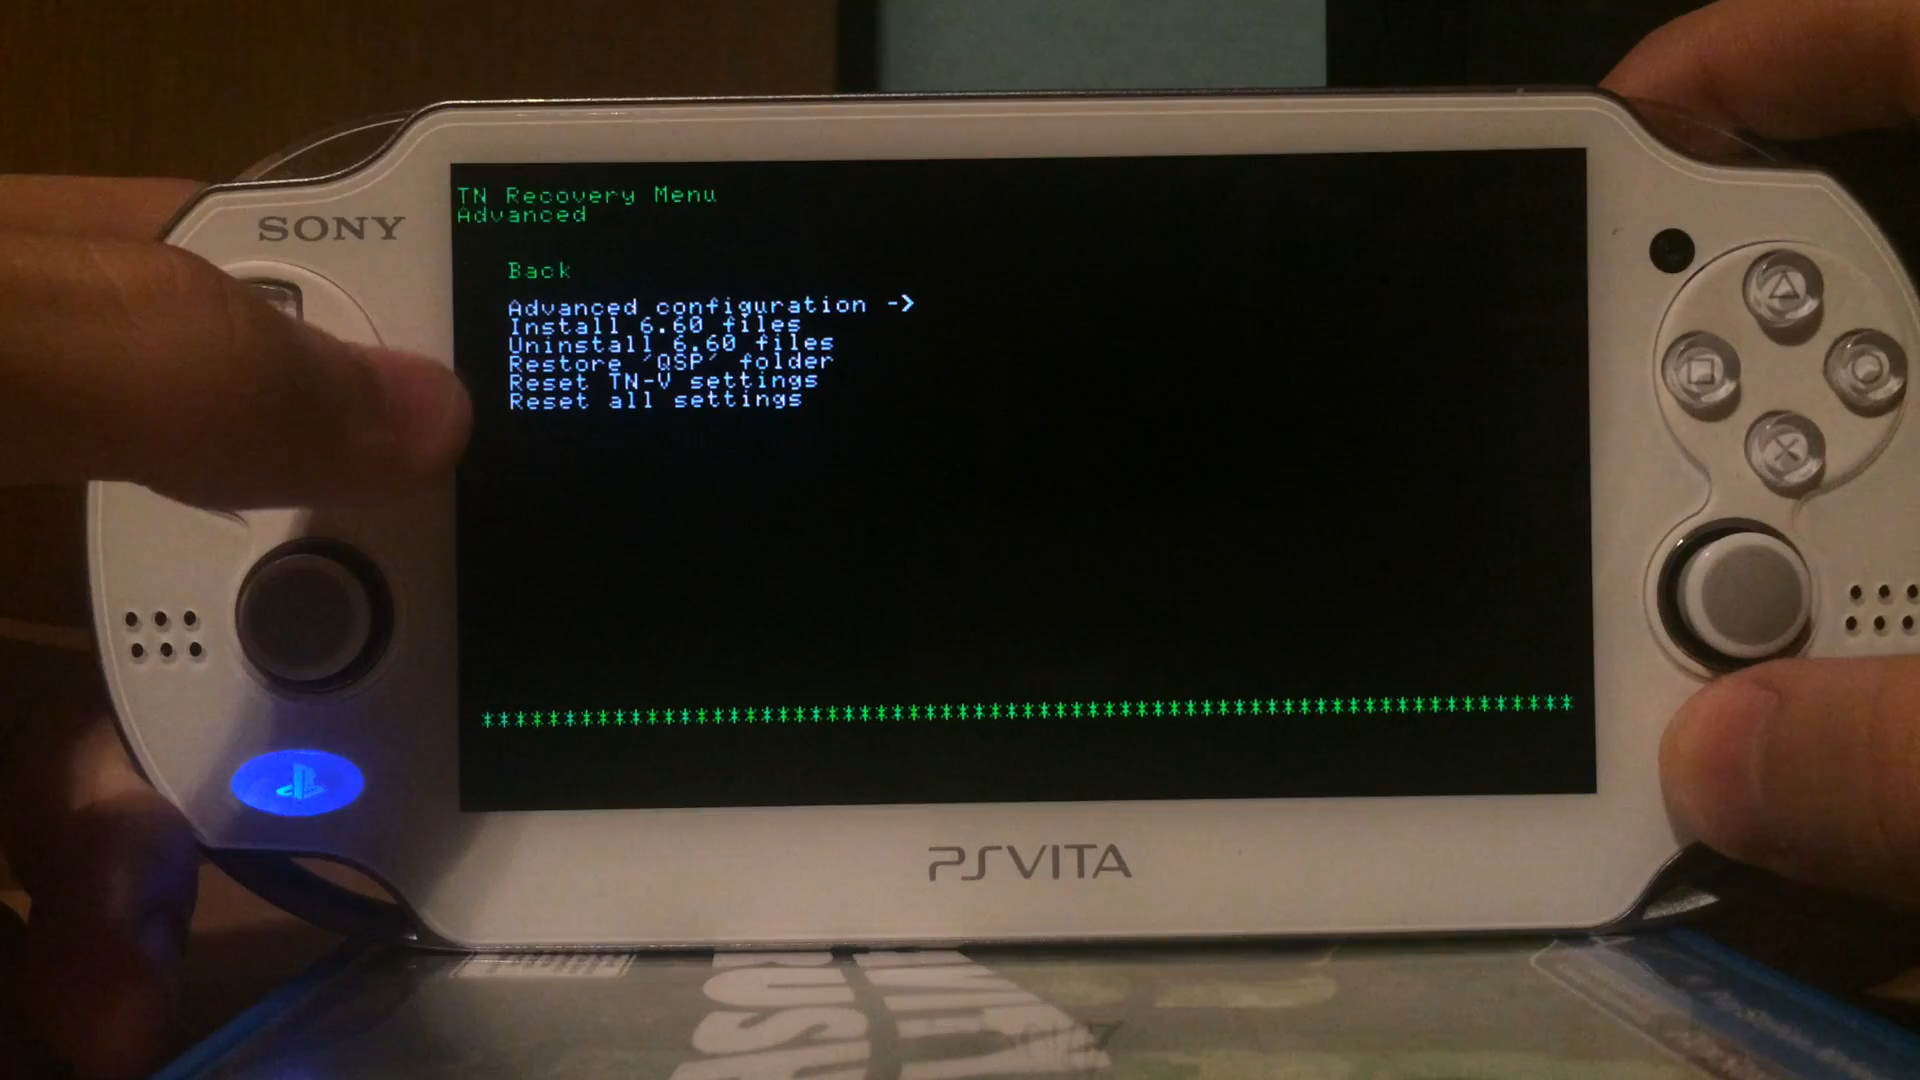 SONY
TN Recovery Menu
Advanced
Back
Advanced configuration ->
Install 6.60 files
Uninstall 6.60 files
Restore 'QSP' folder
Reset TN-V settings
Reset all settings
*******************************************************************
PSVITA